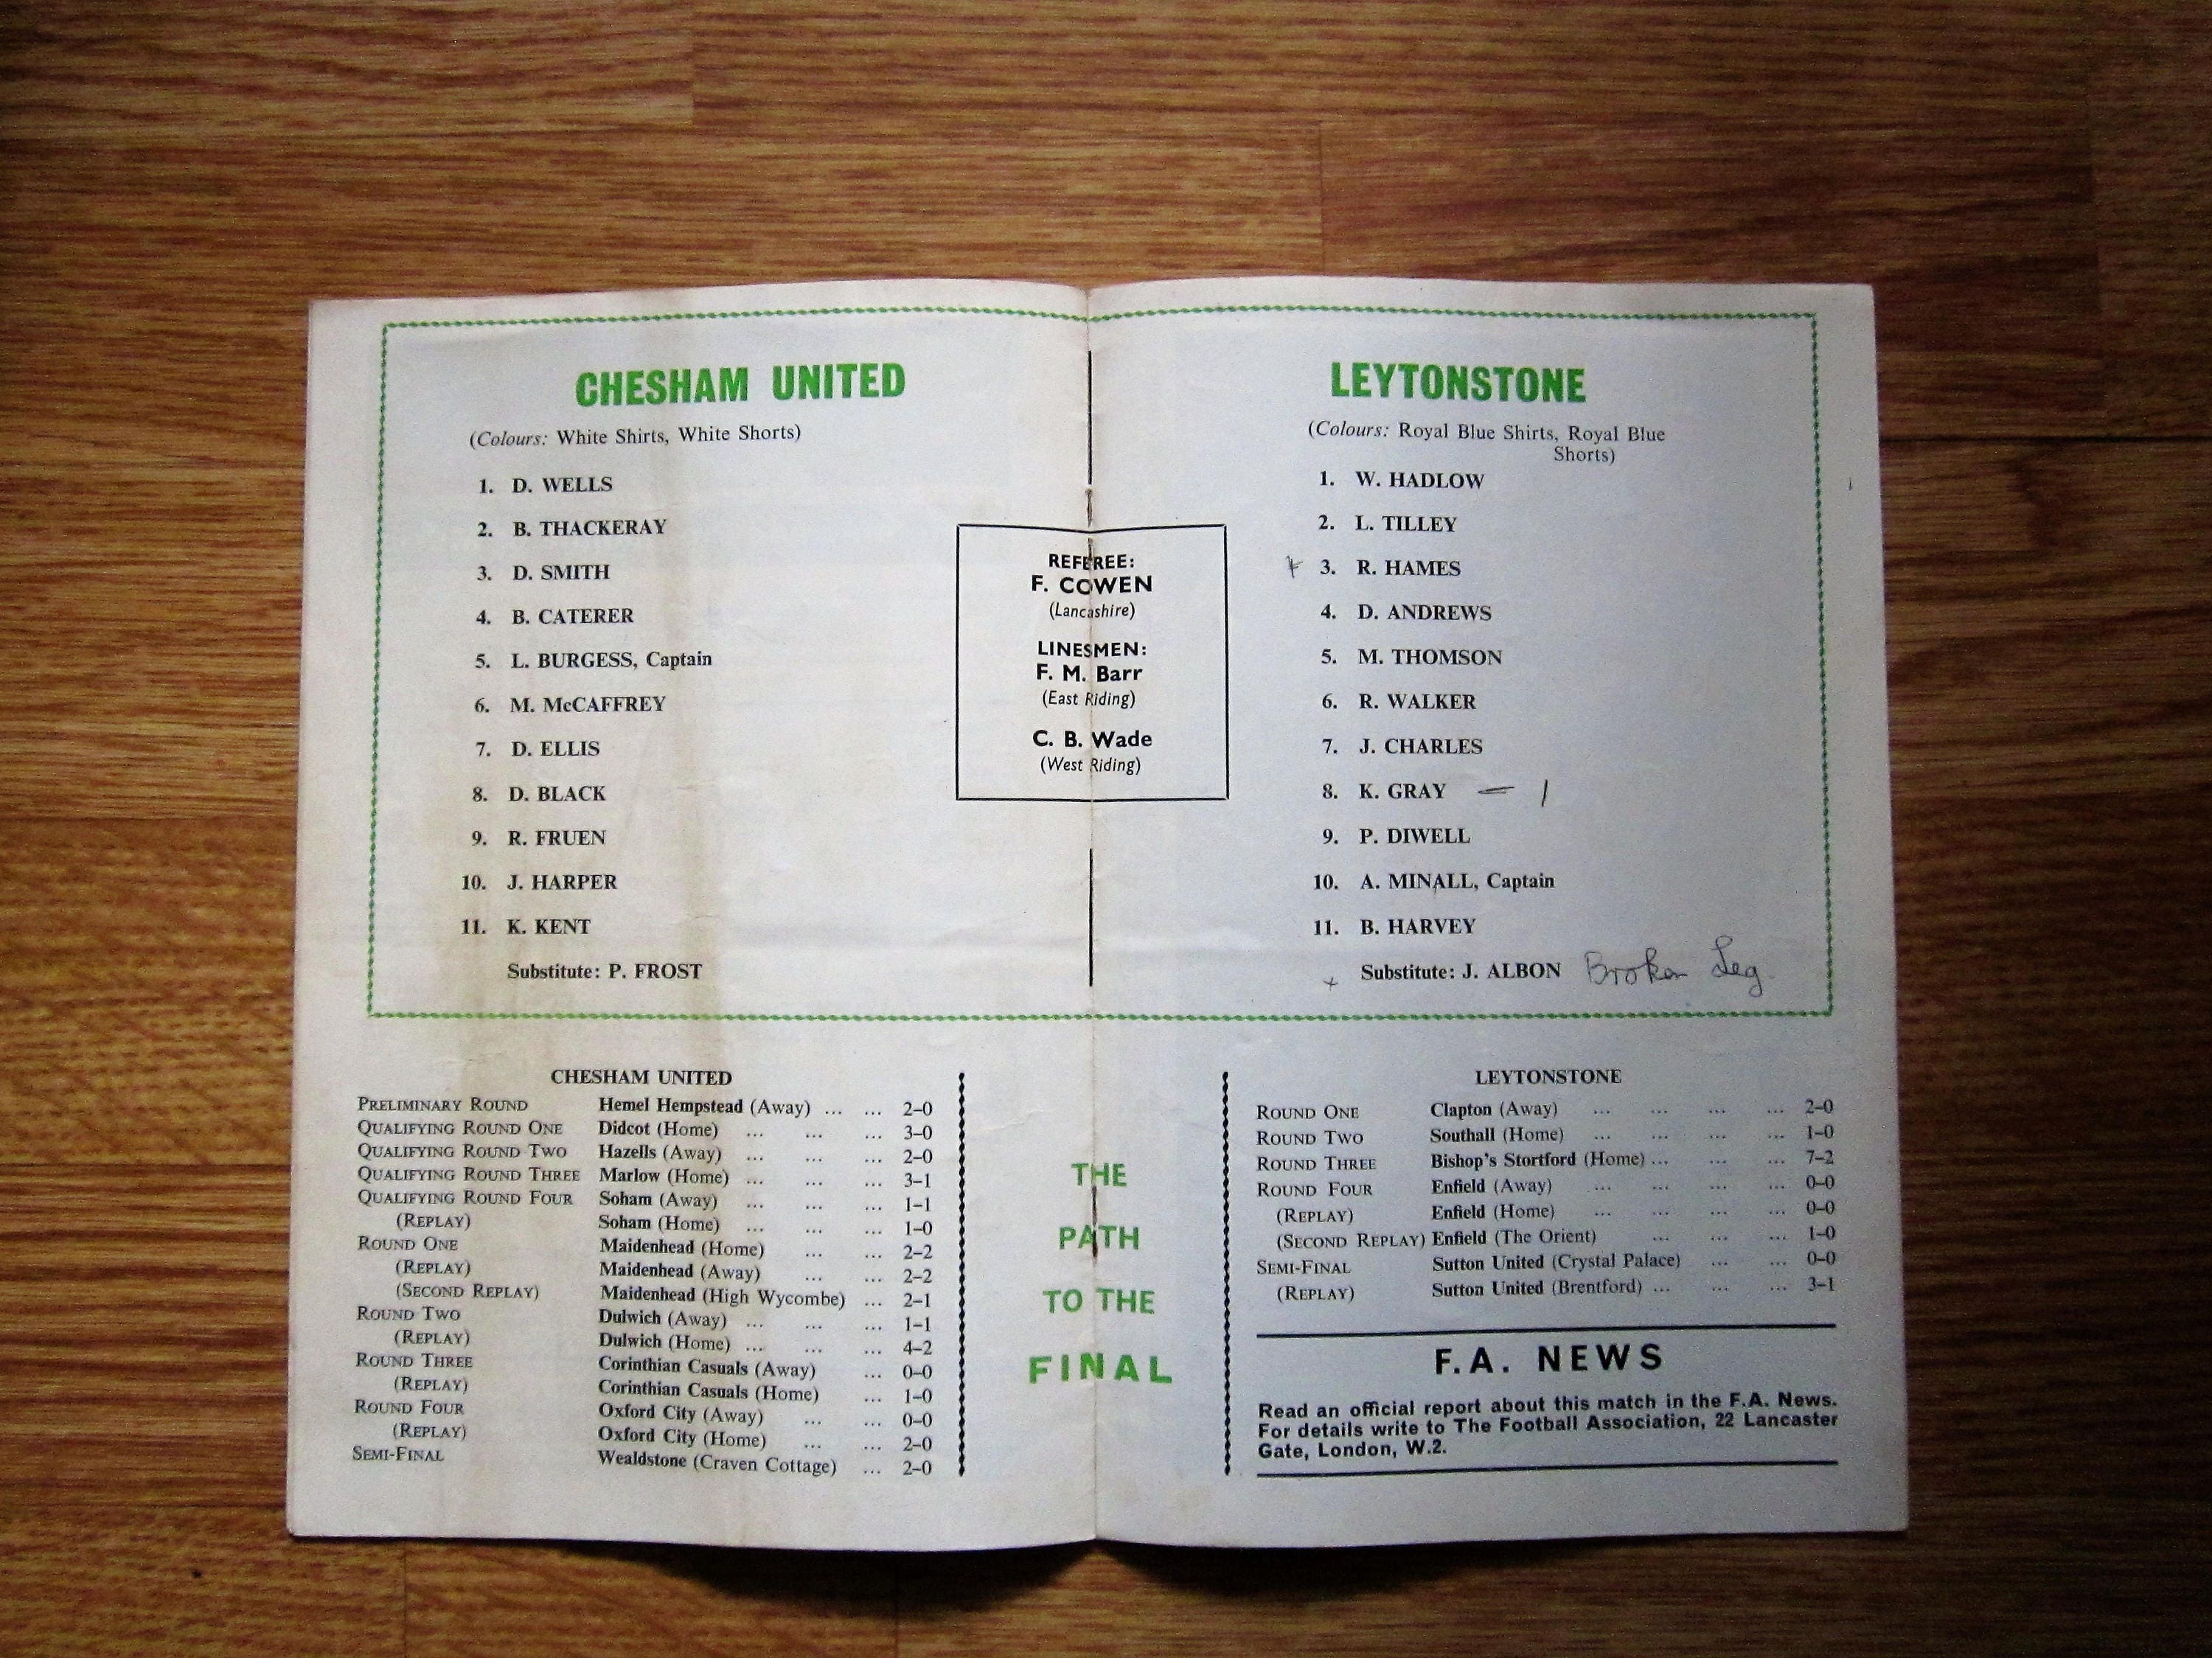 CHESHAM UNITED
(Colours: White Shirts, White Shorts)
1. D. WELLS
2. B. THACKERAY
3. D. SMITH
4. B. CATERER
5. L. BURGESS, Captain
6. M. McCAFFREY
7. D. ELLIS
8. D. BLACK
9. R. FRUEN
10. J. HARPER
11. K. KENT
Substitute: P. FROST
REFEREE:
F. COWEN
(Lancashire)
LINESMEN:
F. M. Barr
(East Riding)
C. B. Wade
(West Riding)
LEYTONSTONE
(Colours: Royal Blue Shirts, Royal Blue
Shorts)
1. W. HADLOW
2. L. TILLEY
3. R. HAMES
4. D. ANDREWS
5. M. THOMSON
6. R. WALKER
7. J. CHARLES
8. K. GRAY — 1
9. P. DIWELL
10. A. MINALL, Captain
11. B. HARVEY
+ Substitute: J. ALBON Broken Leg
CHESHAM UNITED
PRELIMINARY ROUND Hemel Hempstead (Away) ... ... 2–0
QUALIFYING ROUND ONE Didcot (Home) ... ... ... 3–0
QUALIFYING ROUND TWO Hazells (Away) ... ... ... 2–0
QUALIFYING ROUND THREE Marlow (Home) ... ... ... 3–1
QUALIFYING ROUND FOUR Soham (Away) ... ... ... 1–1
(REPLAY) Soham (Home) ... ... ... 1–0
ROUND ONE Maidenhead (Home) ... ... 2–2
(REPLAY) Maidenhead (Away) ... ... 2–2
(SECOND REPLAY) Maidenhead (High Wycombe) ... 2–1
ROUND TWO Dulwich (Away) ... ... ... 1–1
(REPLAY) Dulwich (Home) ... ... ... 4–2
ROUND THREE Corinthian Casuals (Away) ... 0–0
(REPLAY) Corinthian Casuals (Home) ... 1–0
ROUND FOUR Oxford City (Away) ... ... 0–0
(REPLAY) Oxford City (Home) ... ... 2–0
SEMI-FINAL Wealdstone (Craven Cottage) ... 2–0
THE
PATH
TO THE
FINAL
LEYTONSTONE
ROUND ONE Clapton (Away) ... ... ... ... 2–0
ROUND TWO Southall (Home) ... ... ... ... 1–0
ROUND THREE Bishop's Stortford (Home) ... ... ... 7–2
ROUND FOUR Enfield (Away) ... ... ... ... 0–0
(REPLAY) Enfield (Home) ... ... ... ... 0–0
(SECOND REPLAY) Enfield (The Orient) ... ... ... 1–0
SEMI-FINAL Sutton United (Crystal Palace) ... ... 0–0
(REPLAY) Sutton United (Brentford) ... ... ... 3–1
F.A. NEWS
Read an official report about this match in the F.A. News.
For details write to The Football Association, 22 Lancaster
Gate, London, W.2.